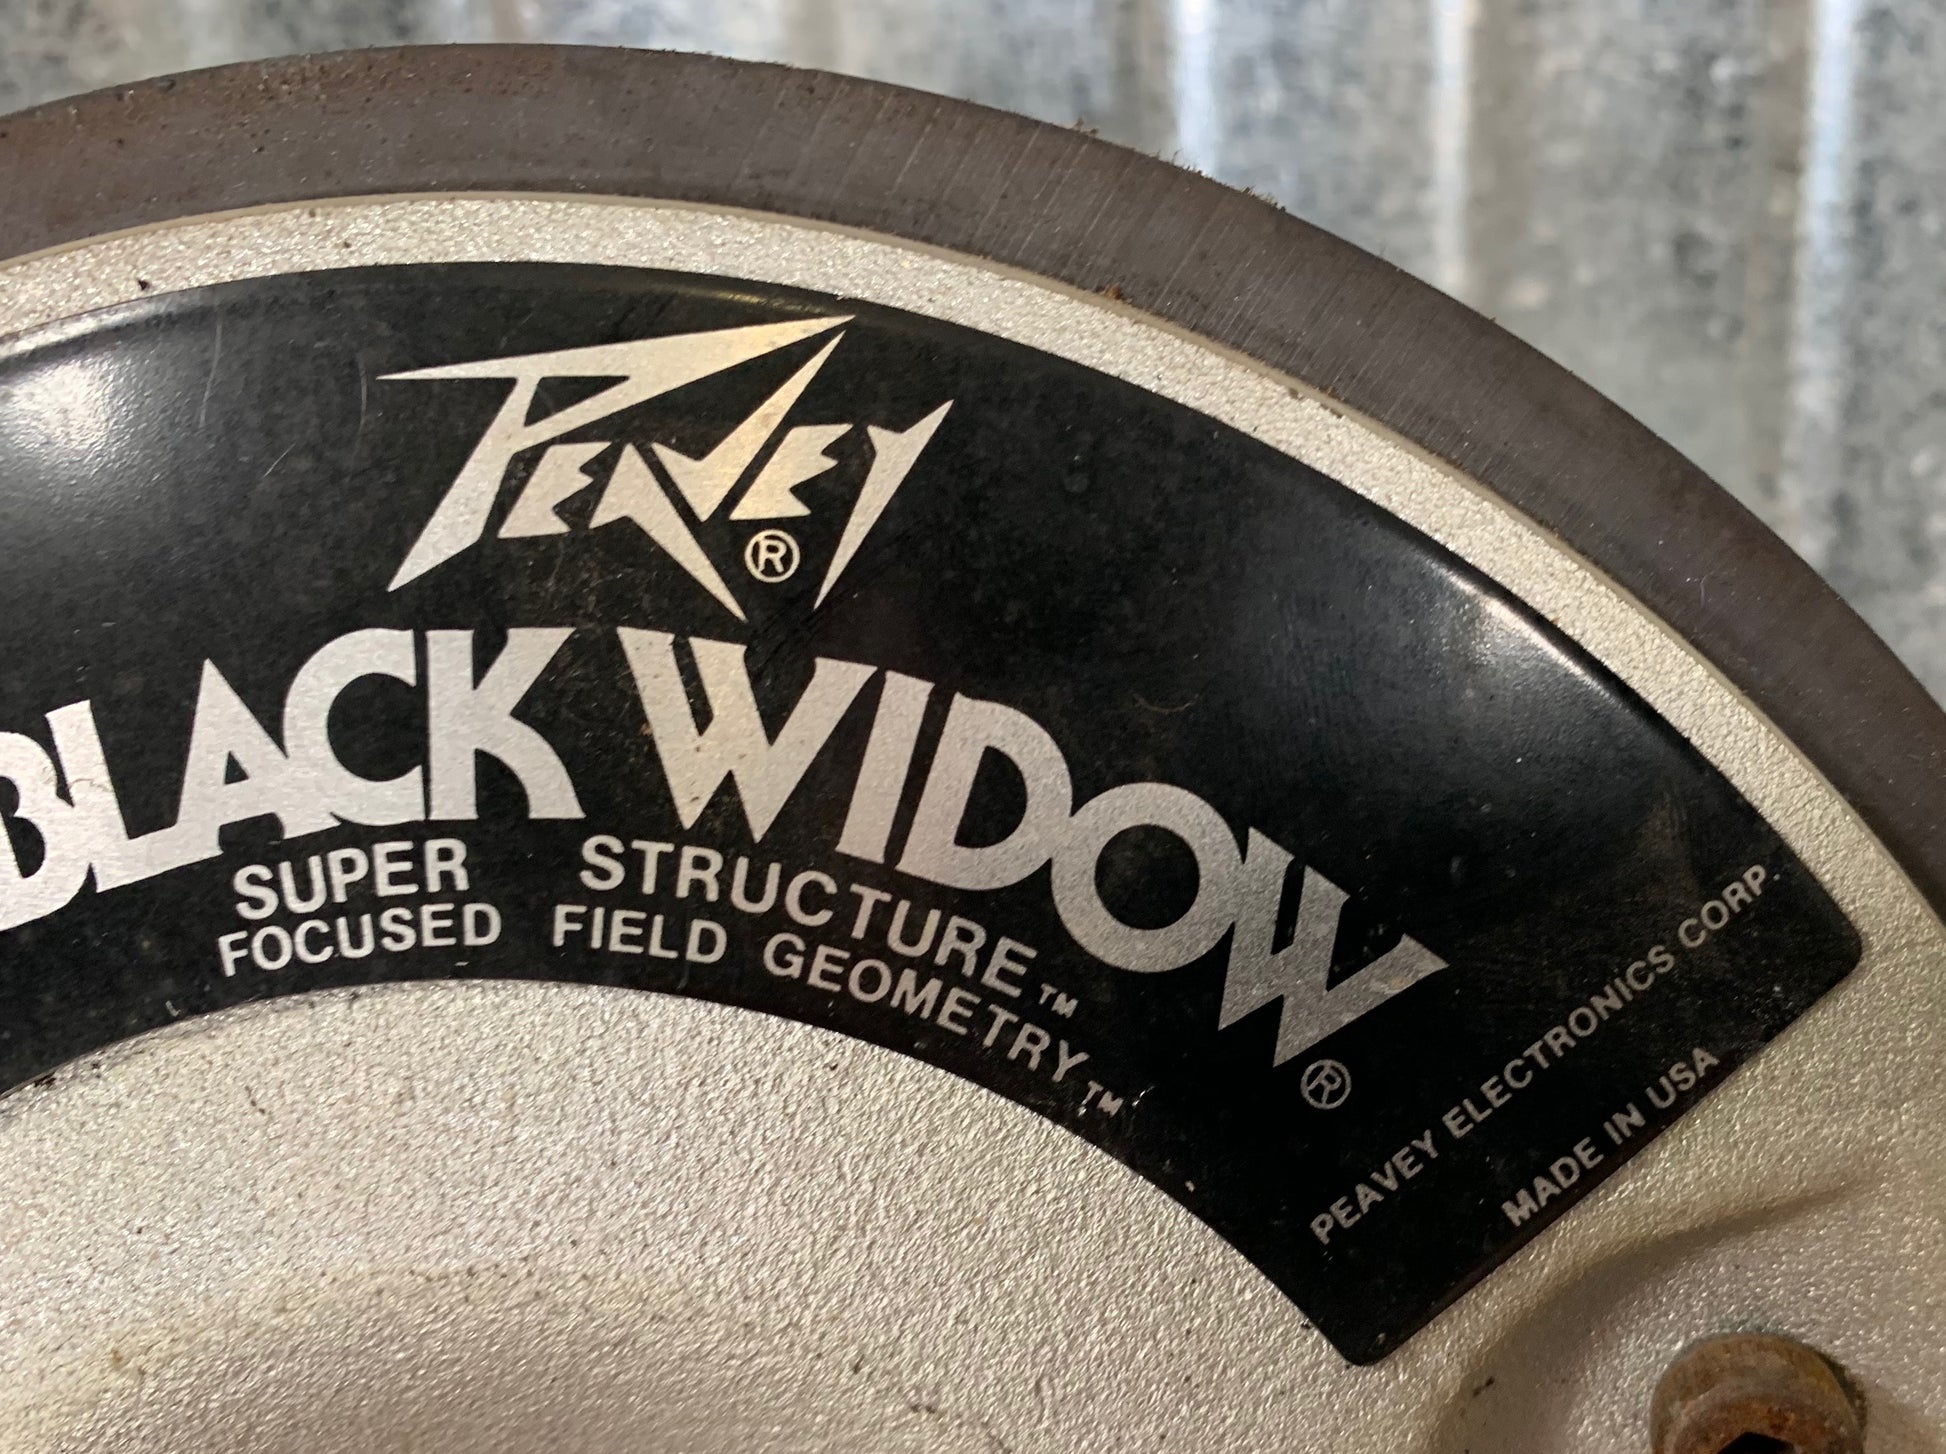 PEAVEY®
BLACK WIDOW®
SUPER STRUCTURE™
FOCUSED FIELD GEOMETRY™
PEAVEY ELECTRONICS CORP.
MADE IN USA